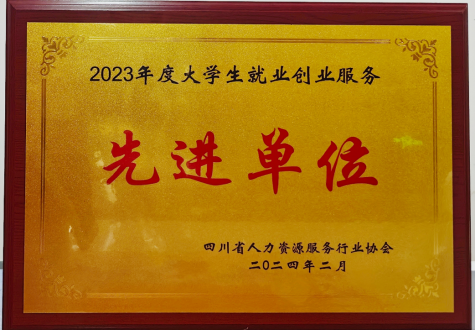 2023年度大学生就业创业服务
先进单位
四川省人力资源服务行业协会
二〇二四年二月